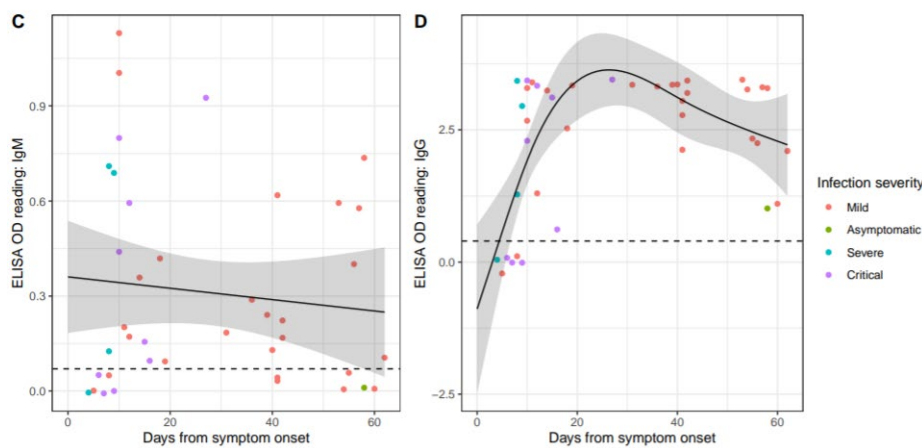 C
ELISA OD reading: IgM
0.9
0.6
0.3
0.0
0
20
40
60
Days from symptom onset
D
ELISA OD reading: IgG
2.5
0.0
−2.5
0
20
40
60
Days from symptom onset
Infection severity
Mild
Asymptomatic
Severe
Critical